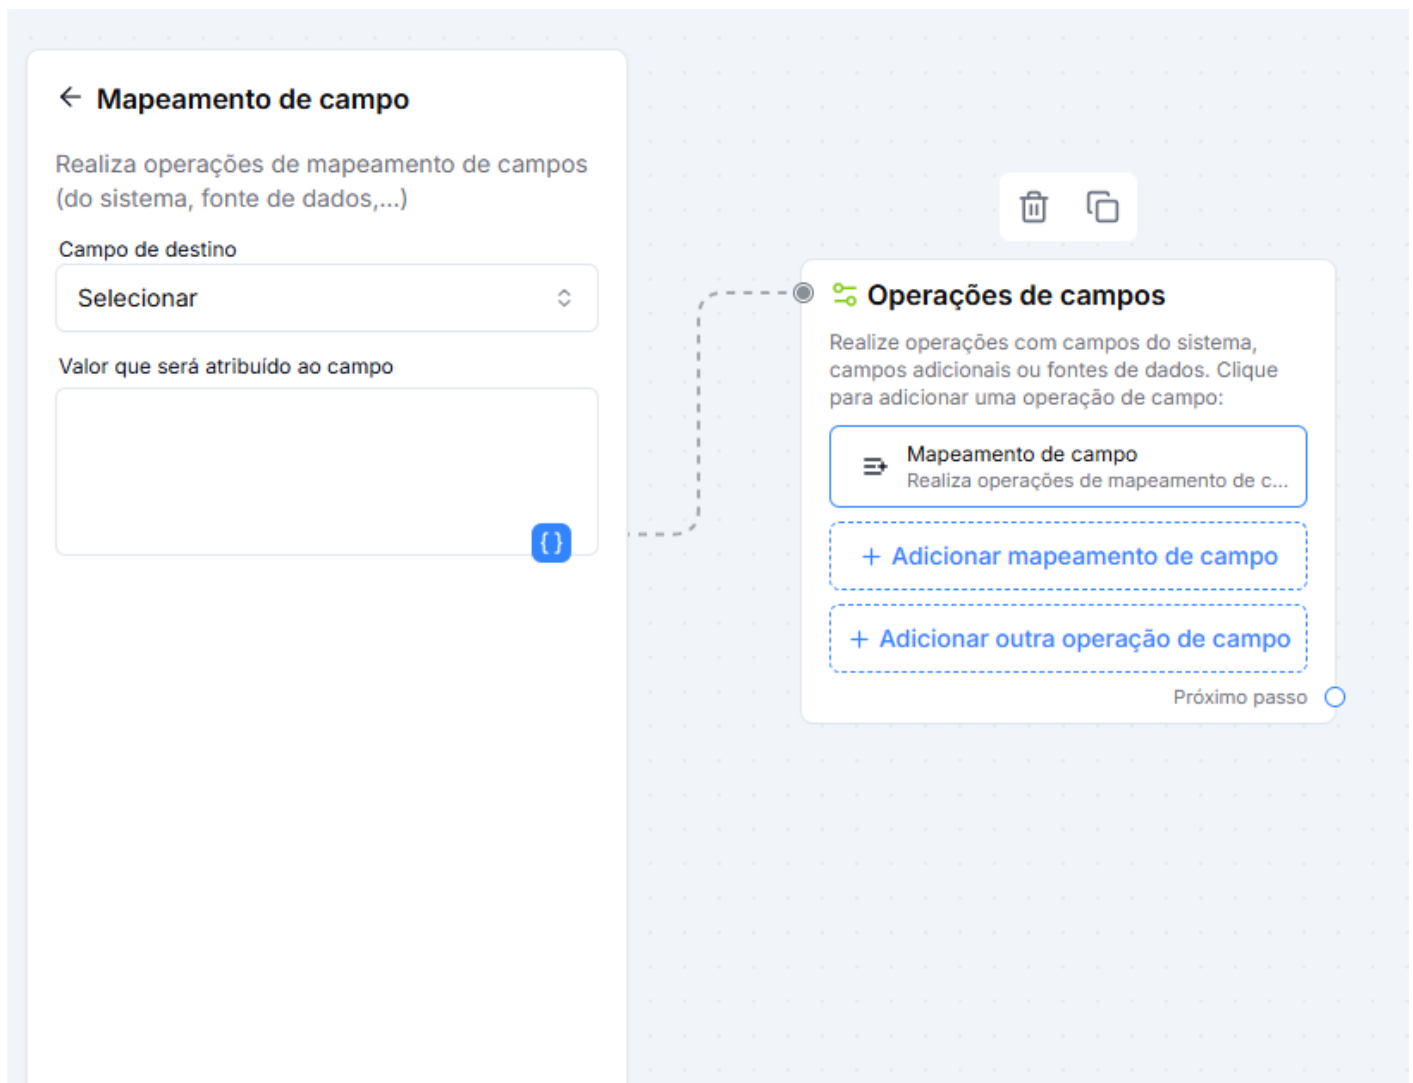 Mapeamento de campo
Realiza operações de mapeamento de campos
(do sistema, fonte de dados,...)
Campo de destino
Selecionar
Valor que será atribuído ao campo
{}
Operações de campos
Realize operações com campos do sistema,
campos adicionais ou fontes de dados. Clique
para adicionar uma operação de campo:
Mapeamento de campo
Realiza operações de mapeamento de c...
+ Adicionar mapeamento de campo
+ Adicionar outra operação de campo
Próximo passo